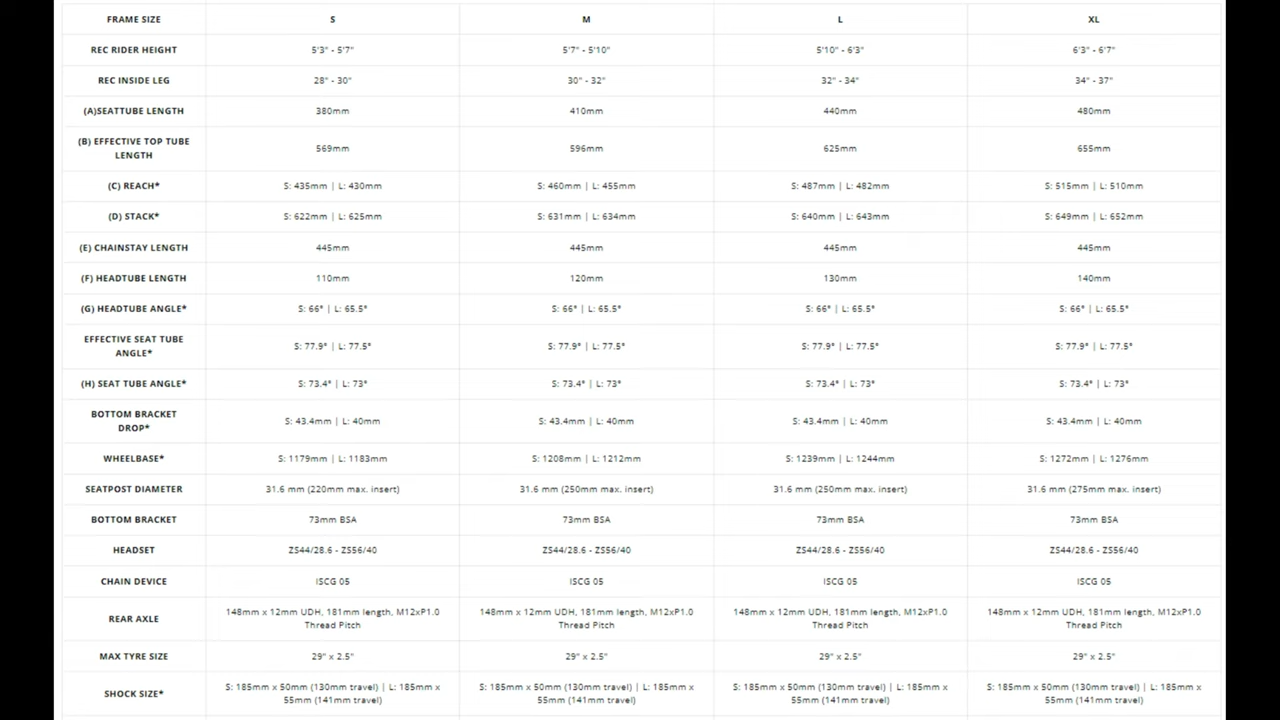 FRAME SIZE S M L XL
REC RIDER HEIGHT 5'3" - 5'7" 5'7" - 5'10" 5'10" - 6'3" 6'3" - 6'7"
REC INSIDE LEG 28" - 30" 30" - 32" 32" - 34" 34" - 37"
(A)SEATTUBE LENGTH 380mm 410mm 440mm 480mm
(B) EFFECTIVE TOP TUBE
LENGTH 569mm 596mm 625mm 655mm
(C) REACH* S: 435mm | L: 430mm S: 460mm | L: 455mm S: 487mm | L: 482mm S: 515mm | L: 510mm
(D) STACK* S: 622mm | L: 625mm S: 631mm | L: 634mm S: 640mm | L: 643mm S: 649mm | L: 652mm
(E) CHAINSTAY LENGTH 445mm 445mm 445mm 445mm
(F) HEADTUBE LENGTH 110mm 120mm 130mm 140mm
(G) HEADTUBE ANGLE* S: 66° | L: 65.5° S: 66° | L: 65.5° S: 66° | L: 65.5° S: 66° | L: 65.5°
EFFECTIVE SEAT TUBE
ANGLE* S: 77.9° | L: 77.5° S: 77.9° | L: 77.5° S: 77.9° | L: 77.5° S: 77.9° | L: 77.5°
(H) SEAT TUBE ANGLE* S: 73.4° | L: 73° S: 73.4° | L: 73° S: 73.4° | L: 73° S: 73.4° | L: 73°
BOTTOM BRACKET
DROP* S: 43.4mm | L: 40mm S: 43.4mm | L: 40mm S: 43.4mm | L: 40mm S: 43.4mm | L: 40mm
WHEELBASE* S: 1179mm | L: 1183mm S: 1208mm | L: 1212mm S: 1239mm | L: 1244mm S: 1272mm | L: 1276mm
SEATPOST DIAMETER 31.6 mm (220mm max. insert) 31.6 mm (250mm max. insert) 31.6 mm (250mm max. insert) 31.6 mm (275mm max. insert)
BOTTOM BRACKET 73mm BSA 73mm BSA 73mm BSA 73mm BSA
HEADSET ZS44/28.6 - ZS56/40 ZS44/28.6 - ZS56/40 ZS44/28.6 - ZS56/40 ZS44/28.6 - ZS56/40
CHAIN DEVICE ISCG 05 ISCG 05 ISCG 05 ISCG 05
REAR AXLE 148mm x 12mm UDH, 181mm length, M12xP1.0 148mm x 12mm UDH, 181mm length, M12xP1.0 148mm x 12mm UDH, 181mm length, M12xP1.0 148mm x 12mm UDH, 181mm length, M12xP1.0
Thread Pitch Thread Pitch Thread Pitch Thread Pitch
MAX TYRE SIZE 29" x 2.5" 29" x 2.5" 29" x 2.5" 29" x 2.5"
SHOCK SIZE* S: 185mm x 50mm (130mm travel) | L: 185mm x S: 185mm x 50mm (130mm travel) | L: 185mm x S: 185mm x 50mm (130mm travel) | L: 185mm x S: 185mm x 50mm (130mm travel) | L: 185mm x
55mm (141mm travel) 55mm (141mm travel) 55mm (141mm travel) 55mm (141mm travel)